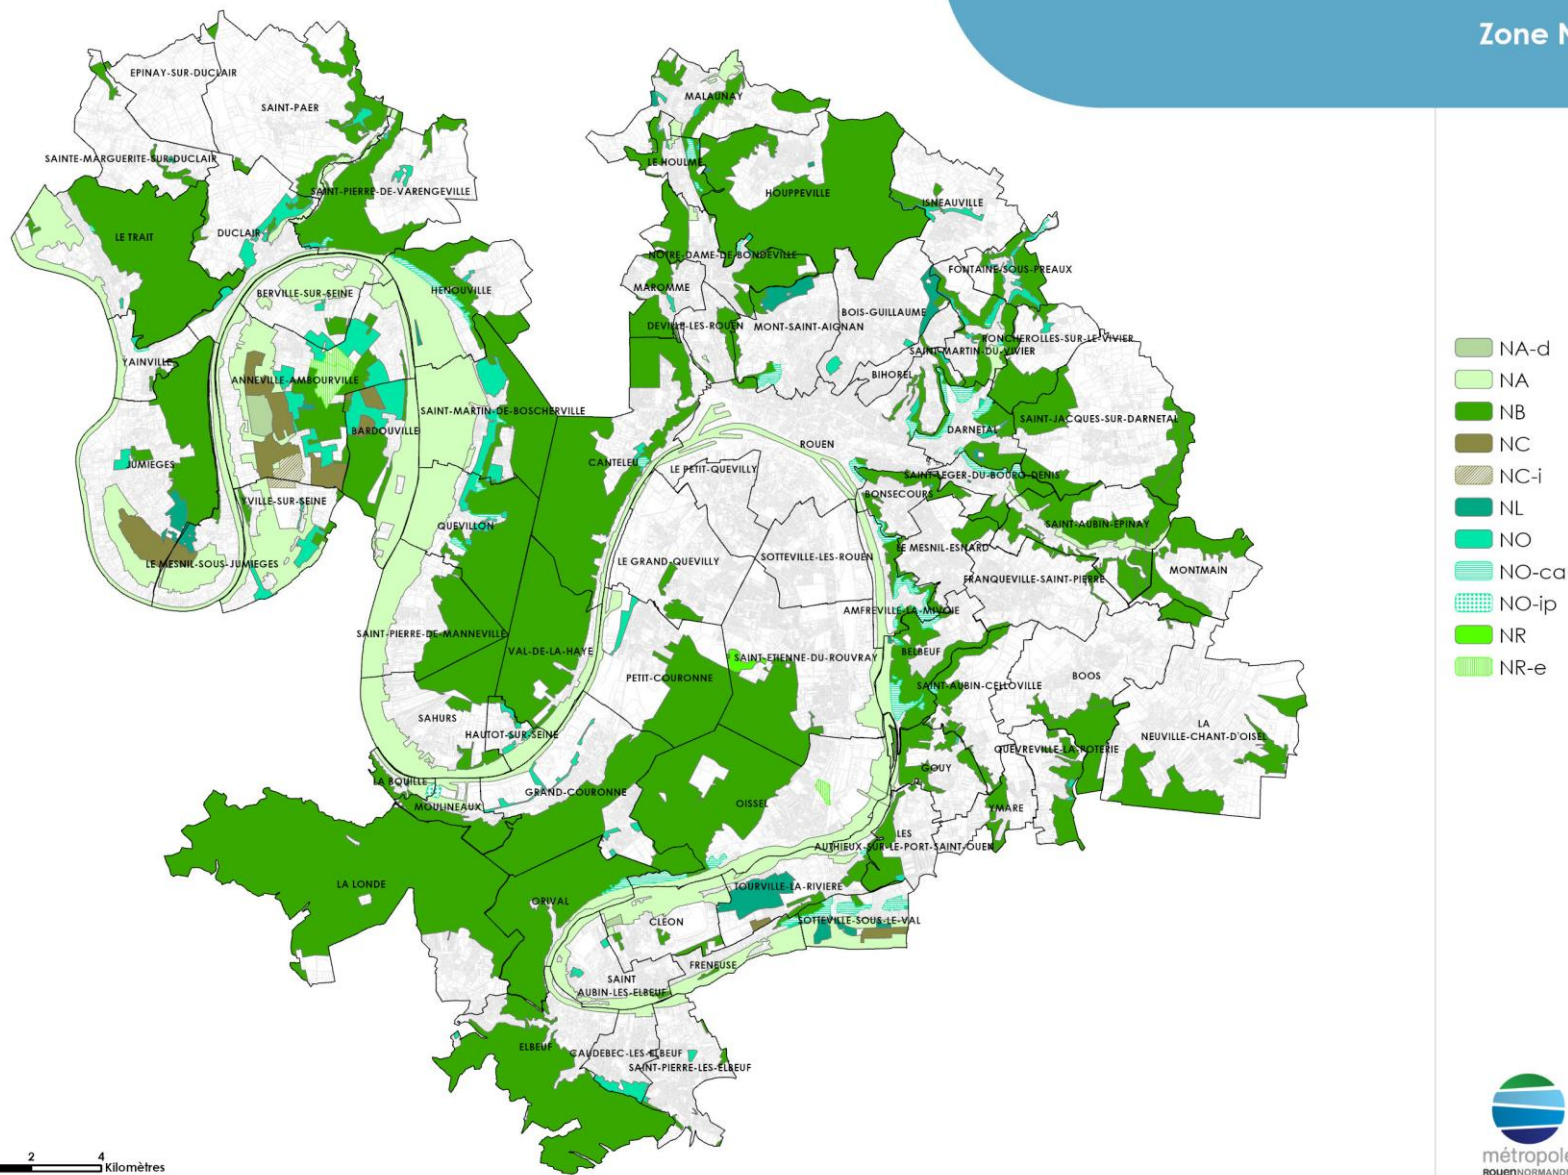 Zone N
EPINAY-SUR-DUCLAIR
SAINT-PAER
MALAUNAY
SAINTE-MARGUERITE-SUR-DUCLAIR
LE HOULME
SAINT-PIERRE-DE-VARENGEVILLE
HOUPPEVILLE
ISNEAUVILLE
LE TRAIT
DUCLAIR
NOTRE-DAME-DE-BONDEVILLE
FONTAINE-SOUS-PREAUX
BERVILLE-SUR-SEINE
HENOUVILLE
MAROMME
BOIS-GUILLAUME
DEVILLE-LES-ROUEN
MONT-SAINT-AIGNAN
RONCHEROLLES-SUR-LE-VIVIER
SAINT-MARTIN-DU-VIVIER
YAINVILLE
BIHOREL
ANNEVILLE-AMBOURVILLE
SAINT-MARTIN-DE-BOSCHERVILLE
SAINT-JACQUES-SUR-DARNETAL
BARDOUVILLE
DARNETAL
ROUEN
JUMIEGES
CANTELEU
LE PETIT-QUEVILLY
SAINT-LEGER-DU-BOURG-DENIS
BONSECOURS
YVILLE-SUR-SEINE
QUEVILLON
SAINT-AUBIN-EPINAY
LE MESNIL-ESNARD
LE MESNIL-SOUS-JUMIEGES
LE GRAND-QUEVILLY
SOTTEVILLE-LES-ROUEN
MONTMAIN
FRANQUEVILLE-SAINT-PIERRE
AMFREVILLE-LA-MIVOIE
SAINT-PIERRE-DE-MANNEVILLE
VAL-DE-LA-HAYE
SAINT-ETIENNE-DU-ROUVRAY
BELBEUF
PETIT-COURONNE
BOOS
SAINT-AUBIN-CELLOVILLE
SAHURS
LA
NEUVILLE-CHANT-D'OISEL
HAUTOT-SUR-SEINE
QUEVREVILLE-LA-POTERIE
GOUY
LA BOUILLE
GRAND-COURONNE
MOULINEAUX
OISSEL
YMARE
LES
AUTHIEUX-SUR-LE-PORT-SAINT-OUEN
LA LONDE
TOURVILLE-LA-RIVIERE
ORIVAL
CLEON
SOTTEVILLE-SOUS-LE-VAL
FRENEUSE
SAINT
AUBIN-LES-ELBEUF
ELBEUF
CAUDEBEC-LES-ELBEUF
SAINT-PIERRE-LES-ELBEUF
NA-d
NA
NB
NC
NC-i
NL
NO
NO-ca
NO-ip
NR
NR-e
2 4
Kilomètres
métropole
ROUENNORMANDIE